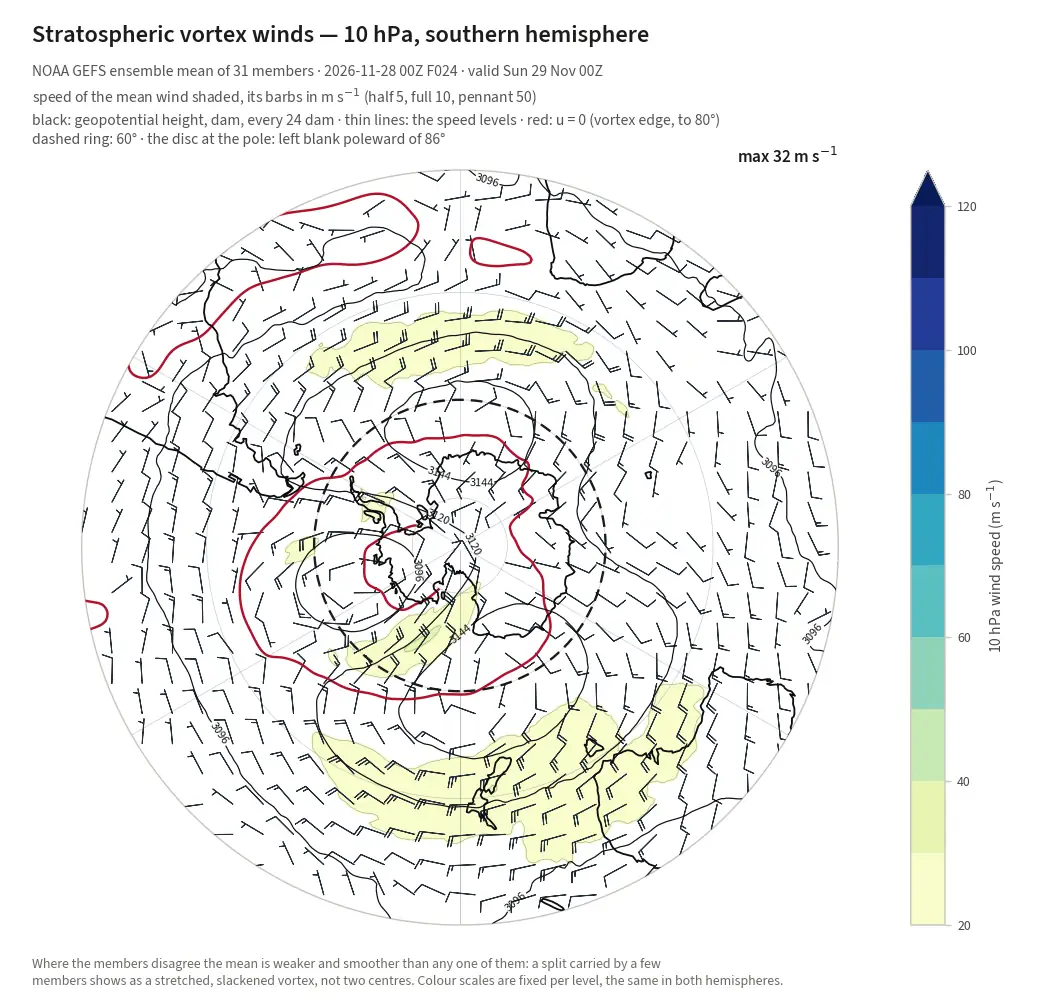 Stratospheric vortex winds — 10 hPa, southern hemisphere
NOAA GEFS ensemble mean of 31 members · 2026-11-28 00Z F024 · valid Sun 29 Nov 00Z
speed of the mean wind shaded, its barbs in m s⁻¹ (half 5, full 10, pennant 50)
black: geopotential height, dam, every 24 dam · thin lines: the speed levels · red: u = 0 (vortex edge, to 80°)
dashed ring: 60° · the disc at the pole: left blank poleward of 86°
max 32 m s⁻¹
3096
120
100
80
60
40
20
10 hPa wind speed (m s⁻¹)
3144
3144
3096
3120
3120
3096
3144
3096
3096
3096
Where the members disagree the mean is weaker and smoother than any one of them: a split carried by a few
members shows as a stretched, slackened vortex, not two centres. Colour scales are fixed per level, the same in both hemispheres.